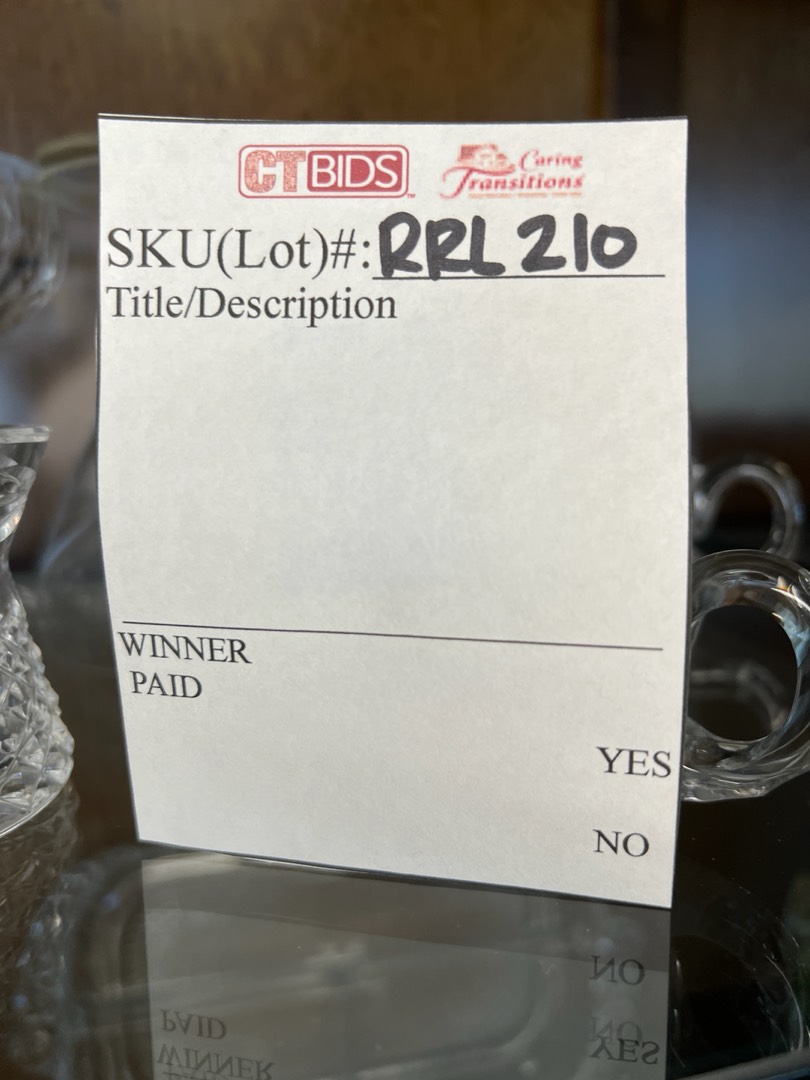 CTBIDS
Caring
Transitions
SKU(Lot)#: RRL 210
Title/Description
WINNER
PAID
YES
NO